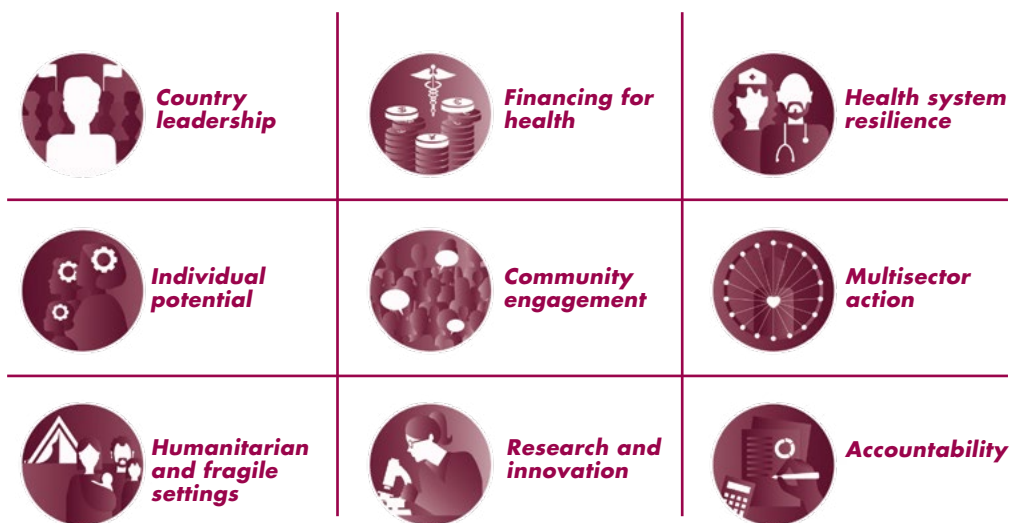 Country
leadership
Financing for
health
Health system
resilience
Individual
potential
Community
engagement
Multisector
action
Humanitarian
and fragile
settings
Research and
innovation
Accountability